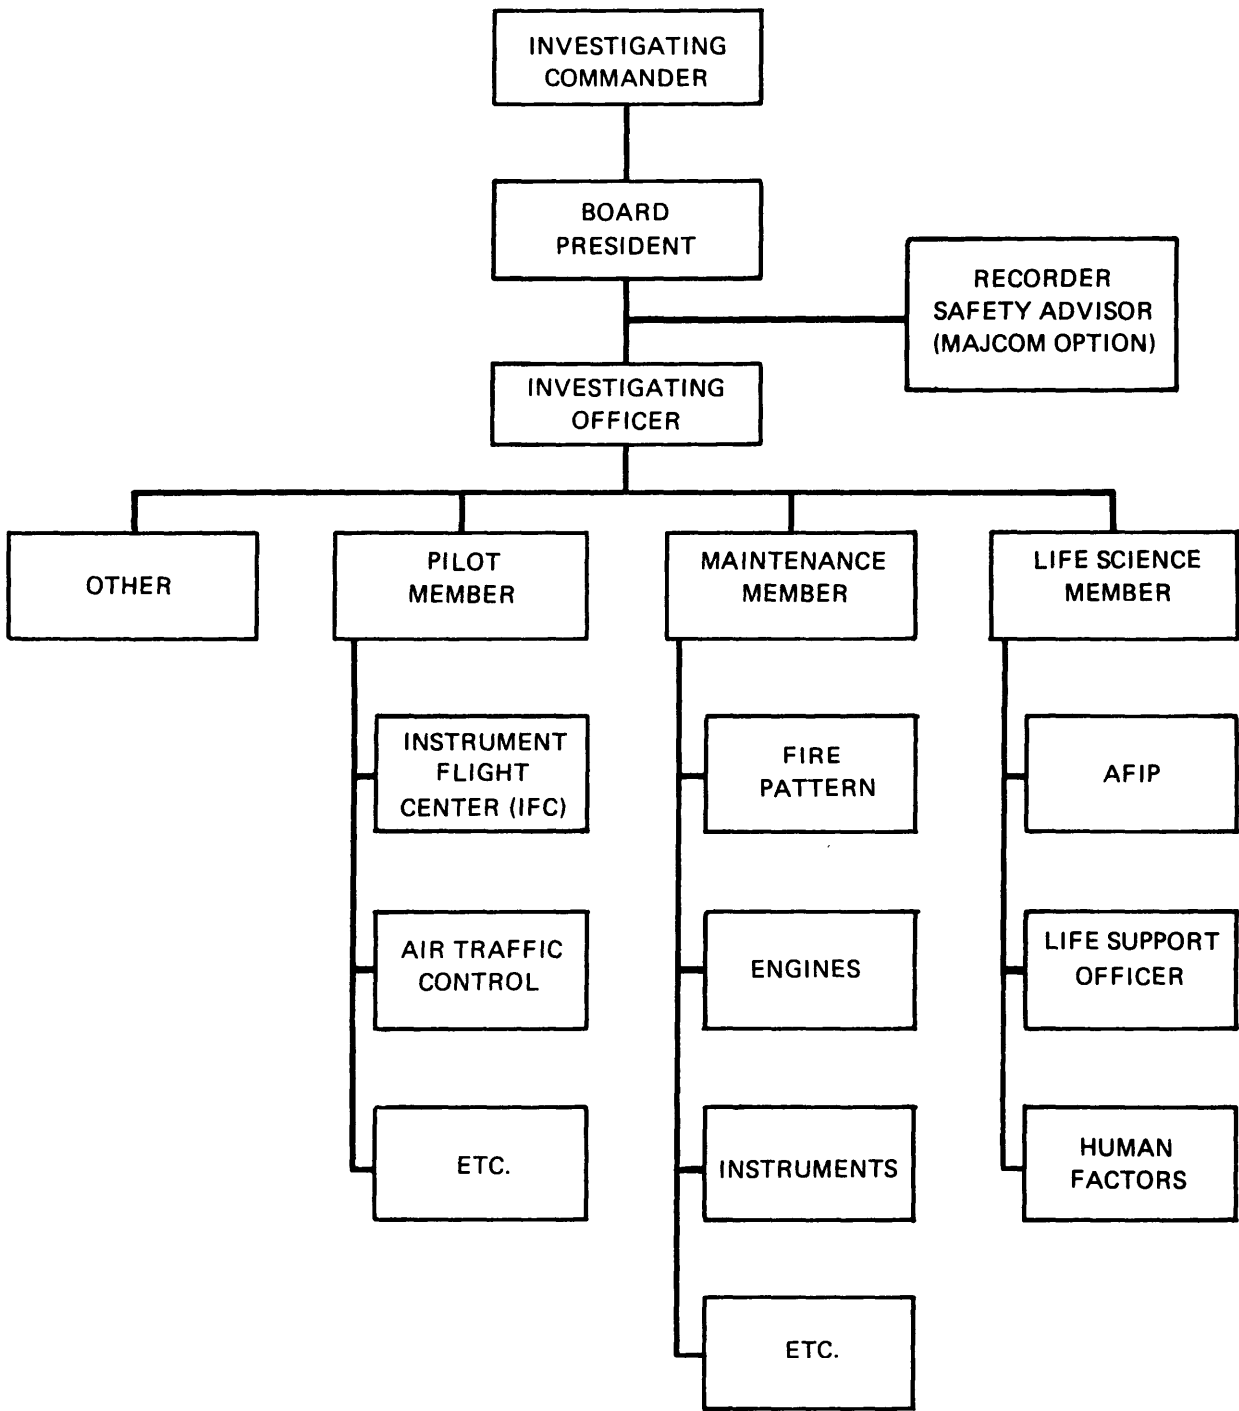 INVESTIGATING
COMMANDER
BOARD
PRESIDENT
RECORDER
SAFETY ADVISOR
(MAJCOM OPTION)
INVESTIGATING
OFFICER
OTHER
PILOT
MEMBER
MAINTENANCE
MEMBER
LIFE SCIENCE
MEMBER
INSTRUMENT
FLIGHT
CENTER (IFC)
FIRE
PATTERN
AFIP
AIR TRAFFIC
CONTROL
ENGINES
LIFE SUPPORT
OFFICER
ETC.
INSTRUMENTS
HUMAN
FACTORS
ETC.